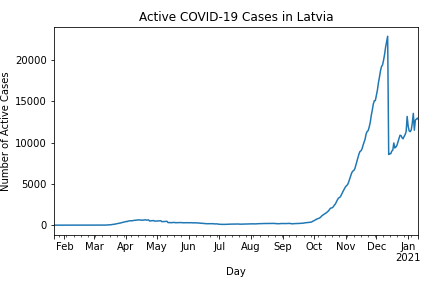 Active COVID-19 Cases in Latvia
Number of Active Cases
20000
15000
10000
5000
0
Feb Mar Apr May Jun Jul Aug Sep Oct Nov Dec Jan
2021
Day